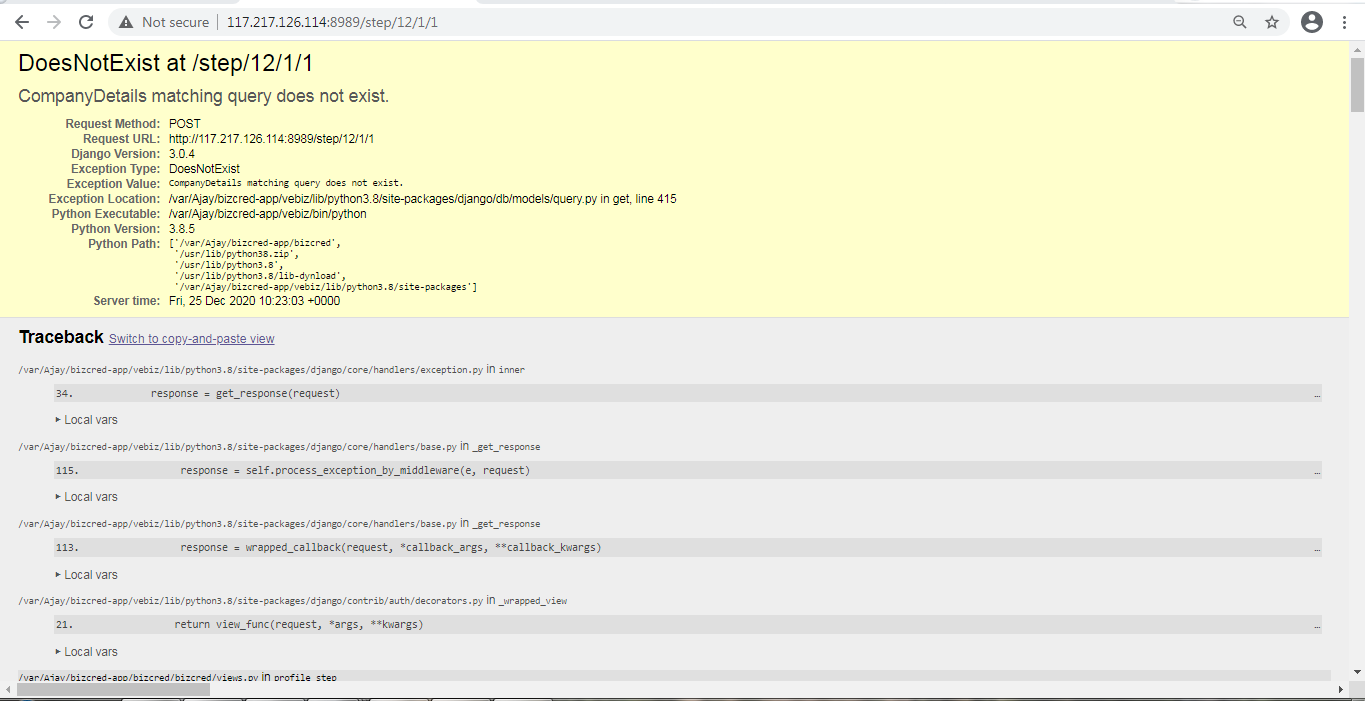 Not secure | 117.217.126.114:8989/step/12/1/1
DoesNotExist at /step/12/1/1
CompanyDetails matching query does not exist.
Request Method: POST
Request URL: http://117.217.126.114:8989/step/12/1/1
Django Version: 3.0.4
Exception Type: DoesNotExist
Exception Value: CompanyDetails matching query does not exist.
Exception Location: /var/Ajay/bizcred-app/vebiz/lib/python3.8/site-packages/django/db/models/query.py in get, line 415
Python Executable: /var/Ajay/bizcred-app/vebiz/bin/python
Python Version: 3.8.5
Python Path: ['/var/Ajay/bizcred-app/bizcred',
'/usr/lib/python38.zip',
'/usr/lib/python3.8',
'/usr/lib/python3.8/lib-dynload',
'/var/Ajay/bizcred-app/vebiz/lib/python3.8/site-packages']
Server time: Fri, 25 Dec 2020 10:23:03 +0000
Traceback Switch to copy-and-paste view
/var/Ajay/bizcred-app/vebiz/lib/python3.8/site-packages/django/core/handlers/exception.py in inner
34. response = get_response(request) …
▸ Local vars
/var/Ajay/bizcred-app/vebiz/lib/python3.8/site-packages/django/core/handlers/base.py in _get_response
115. response = self.process_exception_by_middleware(e, request) …
▸ Local vars
/var/Ajay/bizcred-app/vebiz/lib/python3.8/site-packages/django/core/handlers/base.py in _get_response
113. response = wrapped_callback(request, *callback_args, **callback_kwargs) …
▸ Local vars
/var/Ajay/bizcred-app/vebiz/lib/python3.8/site-packages/django/contrib/auth/decorators.py in _wrapped_view
21. return view_func(request, *args, **kwargs) …
▸ Local vars
/var/Ajay/bizcred-app/bizcred/bizcred/views.py in profile_step